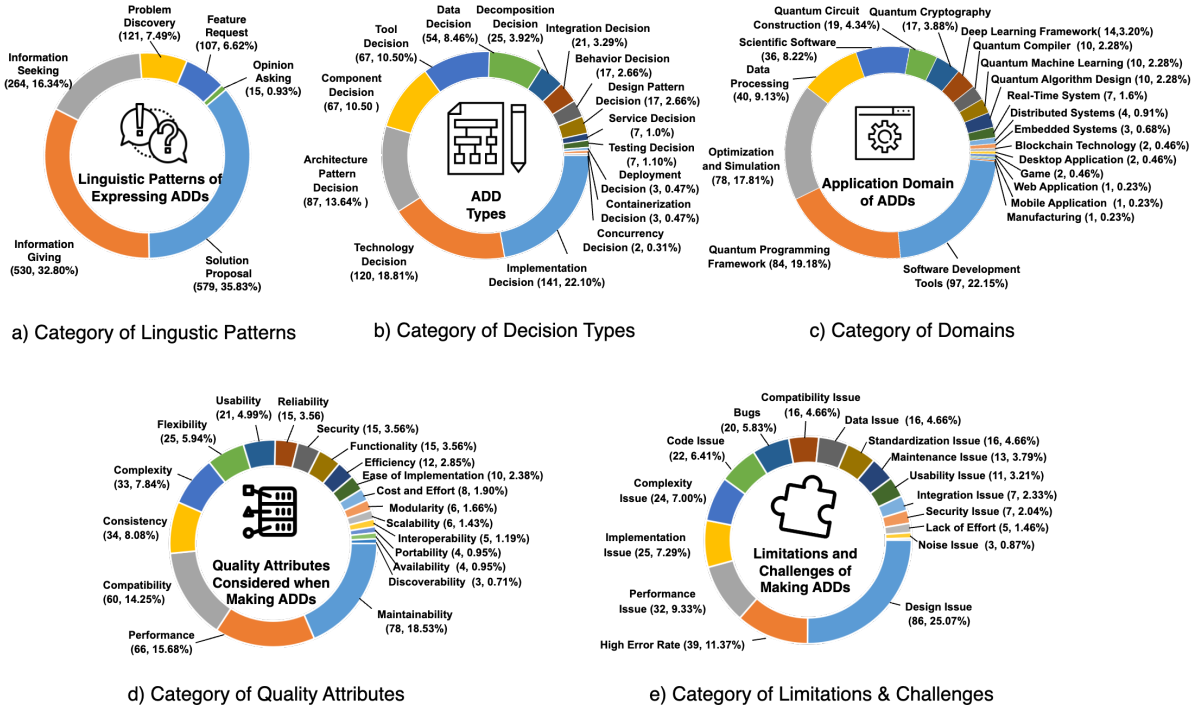 Problem
Discovery
(121, 7.49%)
Feature
Request
(107, 6.62%)
Information
Seeking
(264, 16.34%)
Opinion
Asking
(15, 0.93%)
Linguistic Patterns of
Expressing ADDs
Information
Giving
(530, 32.80%)
Solution
Proposal
(579, 35.83%)
a) Category of Lingustic Patterns
Data
Decision
(54, 8.46%)
Decomposition
Decision
(25, 3.92%)
Tool
Decision
(67, 10.50%)
Integration Decision
(21, 3.29%)
Behavior Decision
(17, 2.66%)
Component
Decision
(67, 10.50 )
Design Pattern
Decision (17, 2.66%)
Service Decision
(7, 1.0%)
Testing Decision
(7, 1.10%)
Deployment
Decision (3, 0.47%)
Containerization
Decision (3, 0.47%)
Concurrency
Decision (2, 0.31%)
Architecture
Pattern
Decision
(87, 13.64% )
ADD
Types
Technology
Decision
(120, 18.81%)
Implementation
Decision (141, 22.10%)
b) Category of Decision Types
Quantum Circuit
Construction (19, 4.34%)
Quantum Cryptography
(17, 3.88%)
Scientific Software
(36, 8.22%)
Deep Learning Framework( 14,3.20%)
Quantum Compiler (10, 2.28%)
Data
Processing
(40, 9.13%)
Quantum Machine Learning (10, 2.28%)
Quantum Algorithm Design (10, 2.28%)
Real-Time System (7, 1.6%)
Distributed Systems (4, 0.91%)
Embedded Systems (3, 0.68%)
Blockchain Technology (2, 0.46%)
Desktop Application (2, 0.46%)
Game (2, 0.46%)
Web Application (1, 0.23%)
Mobile Application (1, 0.23%)
Manufacturing (1, 0.23%)
Optimization
and Simulation
(78, 17.81%)
Application Domain
of ADDs
Quantum Programming
Framework (84, 19.18%)
Software Development
Tools (97, 22.15%)
c) Category of Domains
Usability
(21, 4.99%)
Reliability
(15, 3.56)
Flexibility
(25, 5.94%)
Security (15, 3.56%)
Functionality (15, 3.56%)
Efficiency (12, 2.85%)
Ease of Implementation (10, 2.38%)
Cost and Effort (8, 1.90%)
Modularity (6, 1.66%)
Scalability (6, 1.43%)
Interoperability (5, 1.19%)
Portability (4, 0.95%)
Availability (4, 0.95%)
Discoverability (3, 0.71%)
Complexity
(33, 7.84%)
Consistency
(34, 8.08%)
Compatibility
(60, 14.25%)
Quality Attributes
Considered when
Making ADDs
Maintainability
(78, 18.53%)
Performance
(66, 15.68%)
d) Category of Quality Attributes
Compatibility Issue
(16, 4.66%)
Bugs
(20, 5.83%)
Data Issue (16, 4.66%)
Code Issue
(22, 6.41%)
Standardization Issue (16, 4.66%)
Maintenance Issue (13, 3.79%)
Usability Issue (11, 3.21%)
Integration Issue (7, 2.33%)
Security Issue (7, 2.04%)
Lack of Effort (5, 1.46%)
Noise Issue (3, 0.87%)
Complexity
Issue (24, 7.00%)
Implementation
Issue (25, 7.29%)
Limitations and
Challenges of
Making ADDs
Performance
Issue (32, 9.33%)
Design Issue
(86, 25.07%)
High Error Rate (39, 11.37%)
e) Category of Limitations & Challenges